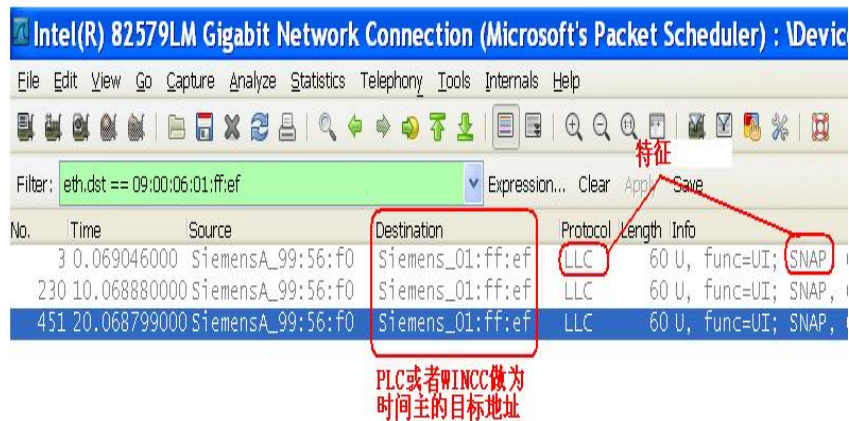 Intel(R) 82579LM Gigabit Network Connection (Microsoft's Packet Scheduler) : \Device
File Edit View Go Capture Analyze Statistics Telephony Tools Internals Help
特征
Filter: eth.dst == 09:00:06:01:ff:ef Expression... Clear Apply Save
No. Time Source Destination Protocol Length Info
3 0.069046000 SiemensA_99:56:f0 Siemens_01:ff:ef LLC 60 U, func=UI; SNAP,
230 10.068880000 SiemensA_99:56:f0 Siemens_01:ff:ef LLC 60 U, func=UI; SNAP,
451 20.068799000 SiemensA_99:56:f0 Siemens_01:ff:ef LLC 60 U, func=UI; SNAP,
PLC或者WINCC做为
时间主的目标地址